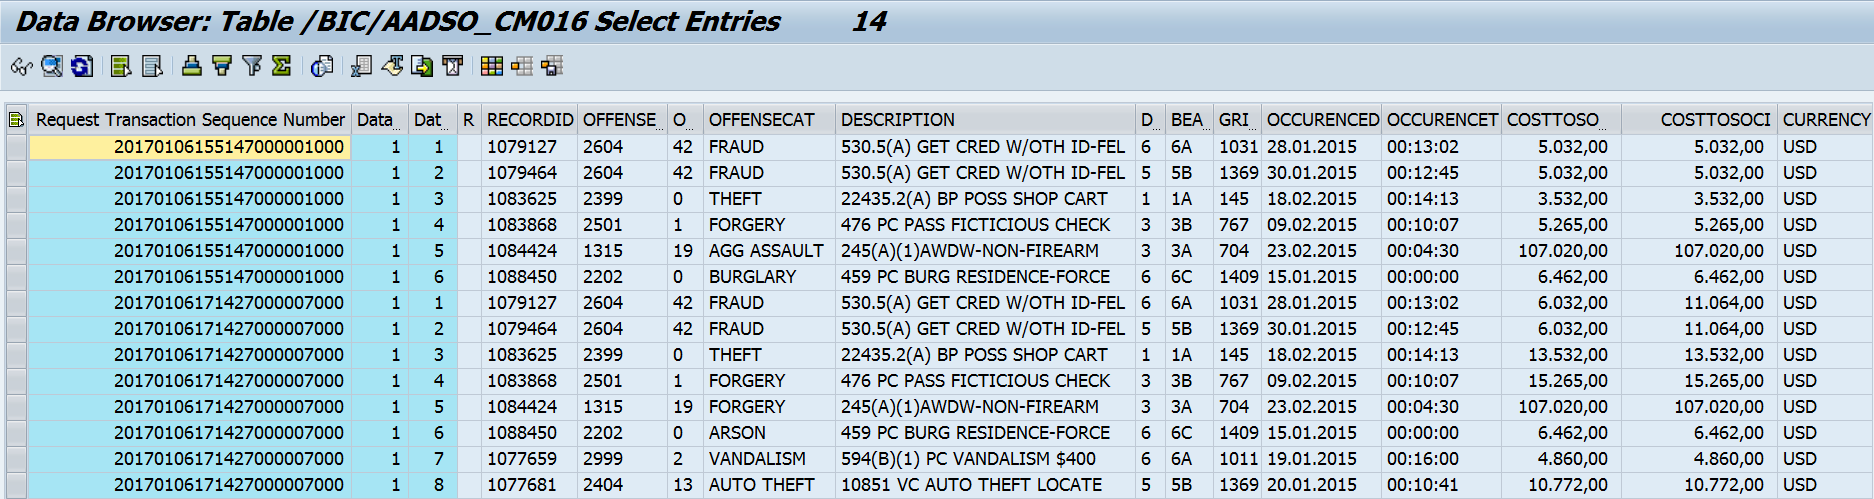 Data Browser: Table /BIC/AADSO_CM016 Select Entries 14
Request Transaction Sequence Number Data Dat R RECORDID OFFENSE O OFFENSECAT DESCRIPTION D BEA GRI OCCURENCED OCCURENCET COSTTOSO COSTTOSOCI CURRENCY
20170106155147000001000 1 1 1079127 2604 42 FRAUD 530.5(A) GET CRED W/OTH ID-FEL 6 6A 1031 28.01.2015 00:13:02 5.032,00 5.032,00 USD
20170106155147000001000 1 2 1079464 2604 42 FRAUD 530.5(A) GET CRED W/OTH ID-FEL 5 5B 1369 30.01.2015 00:12:45 5.032,00 5.032,00 USD
20170106155147000001000 1 3 1083625 2399 0 THEFT 22435.2(A) BP POSS SHOP CART 1 1A 145 18.02.2015 00:14:13 3.532,00 3.532,00 USD
20170106155147000001000 1 4 1083868 2501 1 FORGERY 476 PC PASS FICTICIOUS CHECK 3 3B 767 09.02.2015 00:10:07 5.265,00 5.265,00 USD
20170106155147000001000 1 5 1084424 1315 19 AGG ASSAULT 245(A)(1)AWDW-NON-FIREARM 3 3A 704 23.02.2015 00:04:30 107.020,00 107.020,00 USD
20170106155147000001000 1 6 1088450 2202 0 BURGLARY 459 PC BURG RESIDENCE-FORCE 6 6C 1409 15.01.2015 00:00:00 6.462,00 6.462,00 USD
20170106171427000007000 1 1 1079127 2604 42 FRAUD 530.5(A) GET CRED W/OTH ID-FEL 6 6A 1031 28.01.2015 00:13:02 6.032,00 11.064,00 USD
20170106171427000007000 1 2 1079464 2604 42 FRAUD 530.5(A) GET CRED W/OTH ID-FEL 5 5B 1369 30.01.2015 00:12:45 6.032,00 11.064,00 USD
20170106171427000007000 1 3 1083625 2399 0 THEFT 22435.2(A) BP POSS SHOP CART 1 1A 145 18.02.2015 00:14:13 13.532,00 13.532,00 USD
20170106171427000007000 1 4 1083868 2501 1 FORGERY 476 PC PASS FICTICIOUS CHECK 3 3B 767 09.02.2015 00:10:07 15.265,00 15.265,00 USD
20170106171427000007000 1 5 1084424 1315 19 FORGERY 245(A)(1)AWDW-NON-FIREARM 3 3A 704 23.02.2015 00:04:30 107.020,00 107.020,00 USD
20170106171427000007000 1 6 1088450 2202 0 ARSON 459 PC BURG RESIDENCE-FORCE 6 6C 1409 15.01.2015 00:00:00 6.462,00 6.462,00 USD
20170106171427000007000 1 7 1077659 2999 2 VANDALISM 594(B)(1) PC VANDALISM $400 6 6A 1011 19.01.2016 00:16:00 4.860,00 4.860,00 USD
20170106171427000007000 1 8 1077681 2404 13 AUTO THEFT 10851 VC AUTO THEFT LOCATE 5 5B 1369 20.01.2015 00:10:41 10.772,00 10.772,00 USD